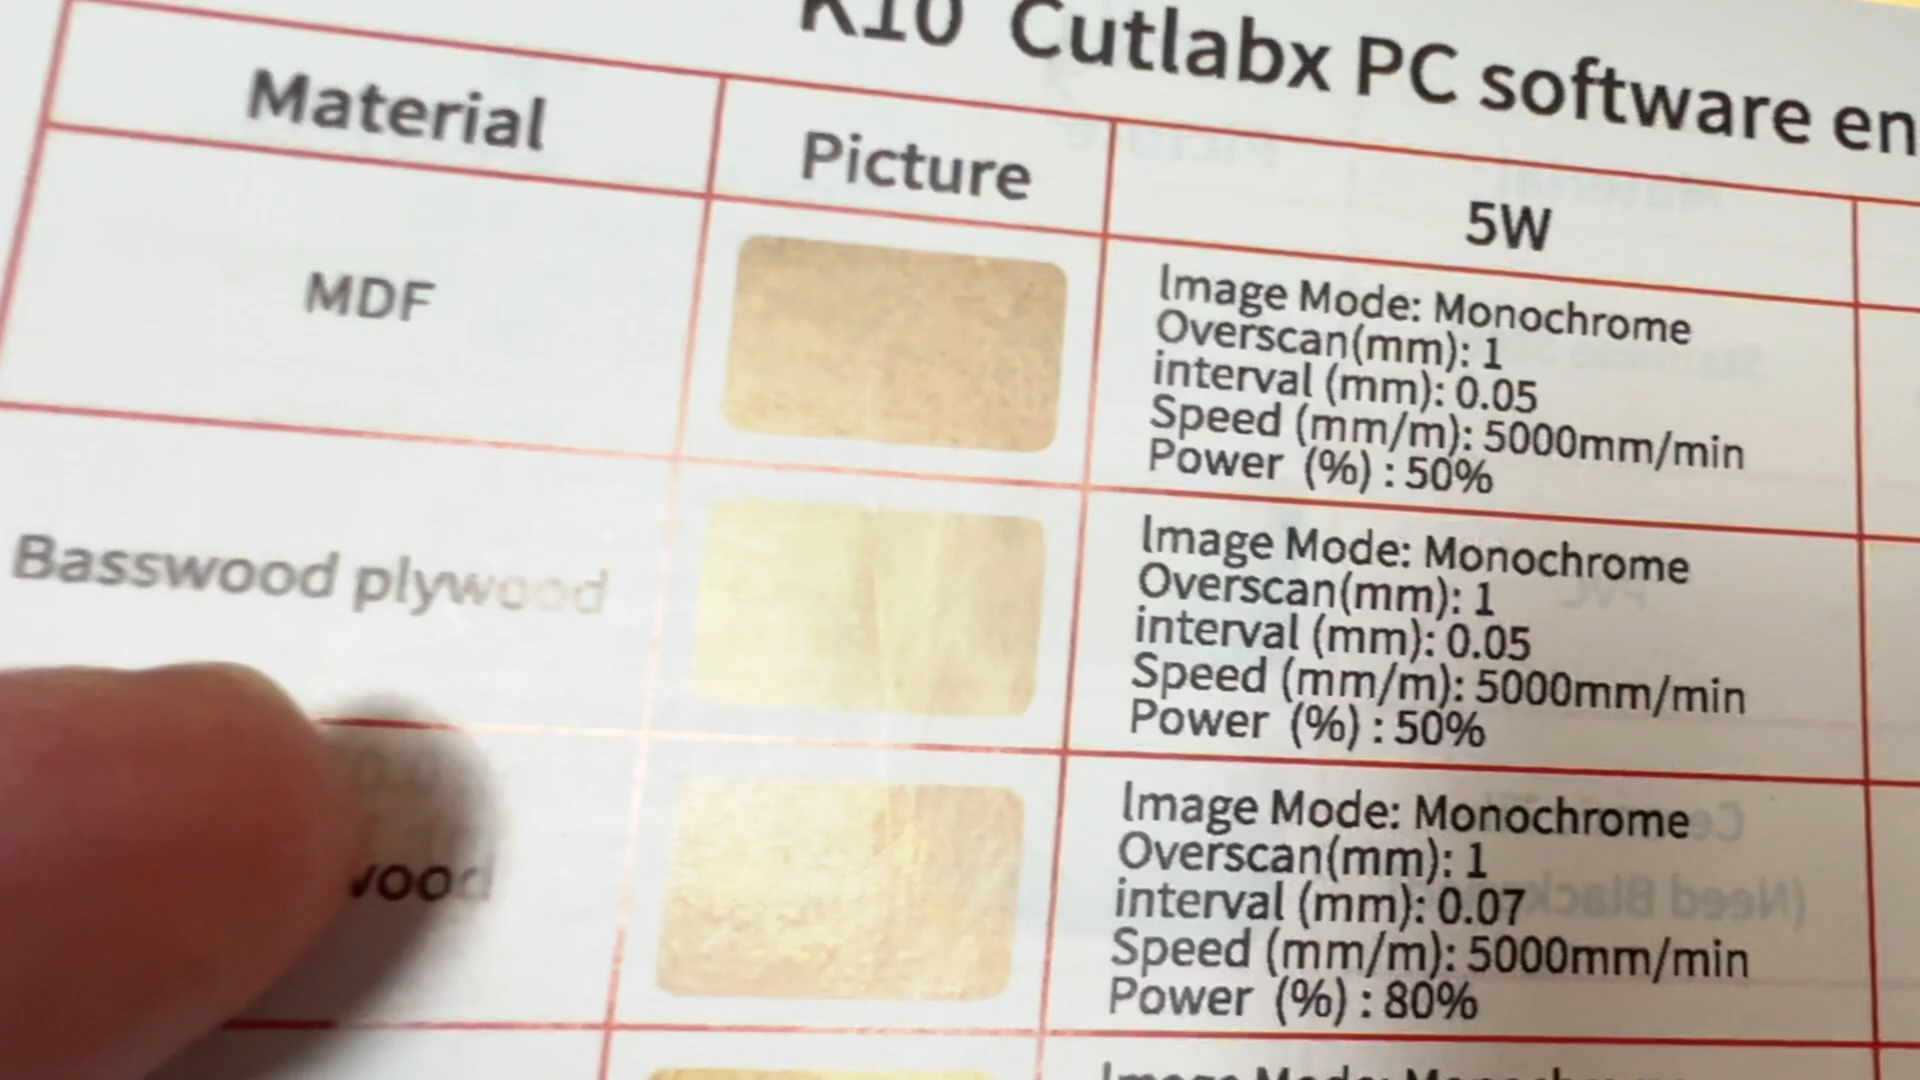 K10 Cutlabx PC software en
Material
Picture
5W
MDF
Image Mode: Monochrome
Overscan(mm): 1
interval (mm): 0.05
Speed (mm/m): 5000mm/min
Power (%) : 50%
Basswood plywood
Image Mode: Monochrome
Overscan(mm): 1
interval (mm): 0.05
Speed (mm/m): 5000mm/min
Power (%) : 50%
Image Mode: Monochrome
Overscan(mm): 1
interval (mm): 0.07
Speed (mm/m): 5000mm/min
Power (%) : 80%
Image Mode: Monochrome